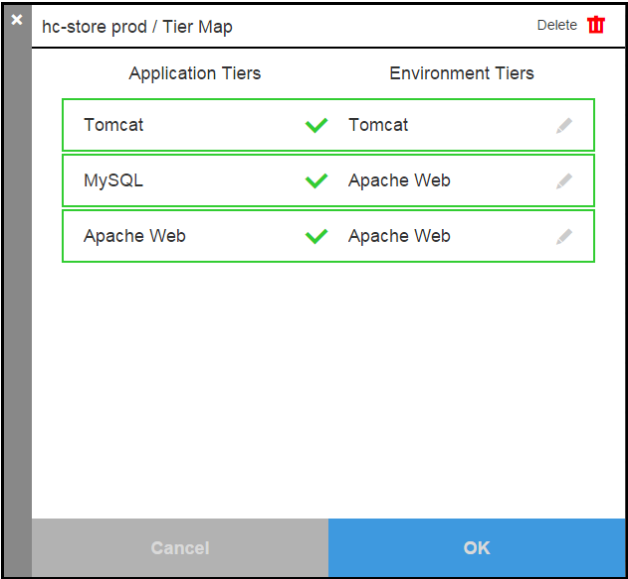 × hc-store prod / Tier Map Delete
Application Tiers Environment Tiers
Tomcat Tomcat
MySQL Apache Web
Apache Web Apache Web
Cancel OK